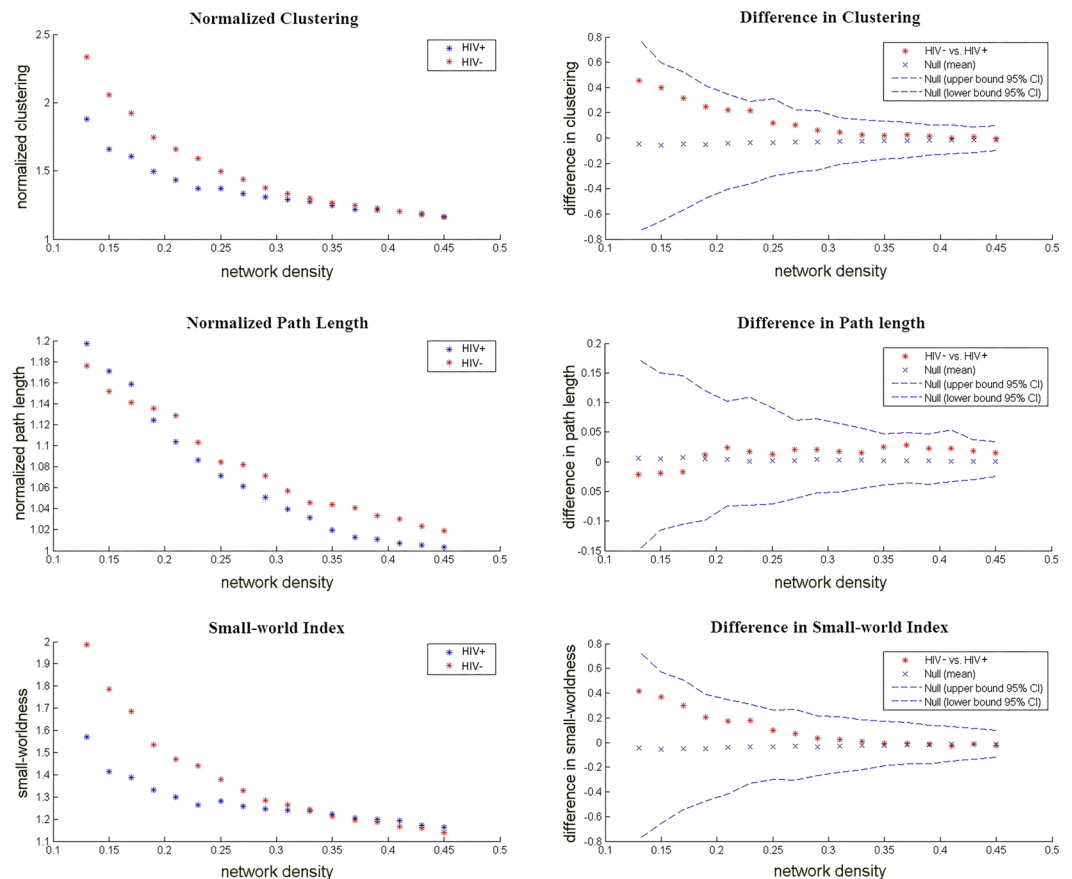 Normalized Clustering
2.5
2
1.5
1
normalized clustering
HIV+
HIV-
0.1 0.15 0.2 0.25 0.3 0.35 0.4 0.45 0.5
network density
Difference in Clustering
0.8
0.6
0.4
0.2
0
-0.2
-0.4
-0.6
-0.8
difference in clustering
HIV- vs. HIV+
Null (mean)
Null (upper bound 95% CI)
Null (lower bound 95% CI)
0.1 0.15 0.2 0.25 0.3 0.35 0.4 0.45 0.5
network density
Normalized Path Length
1.2
1.18
1.16
1.14
1.12
1.1
1.08
1.06
1.04
1.02
1
normalized path length
HIV+
HIV-
0.1 0.15 0.2 0.25 0.3 0.35 0.4 0.45 0.5
network density
Difference in Path length
0.2
0.15
0.1
0.05
0
0.05
-0.1
-0.15
difference in path length
HIV- vs. HIV+
Null (mean)
Null (upper bound 95% CI)
Null (lower bound 95% CI)
0.1 0.15 0.2 0.25 0.3 0.35 0.4 0.45 0.5
network density
Small-world Index
2
1.9
1.8
1.7
1.6
1.5
1.4
1.3
1.2
1.1
small-worldness
HIV+
HIV-
0.1 0.15 0.2 0.25 0.3 0.35 0.4 0.45 0.5
network density
Difference in Small-world Index
0.8
0.6
0.4
0.2
0
-0.2
-0.4
-0.6
-0.8
difference in small-worldness
HIV- vs. HIV+
Null (mean)
Null (upper bound 95% CI)
Null (lower bound 95% CI)
0.1 0.15 0.2 0.25 0.3 0.35 0.4 0.45 0.5
network density